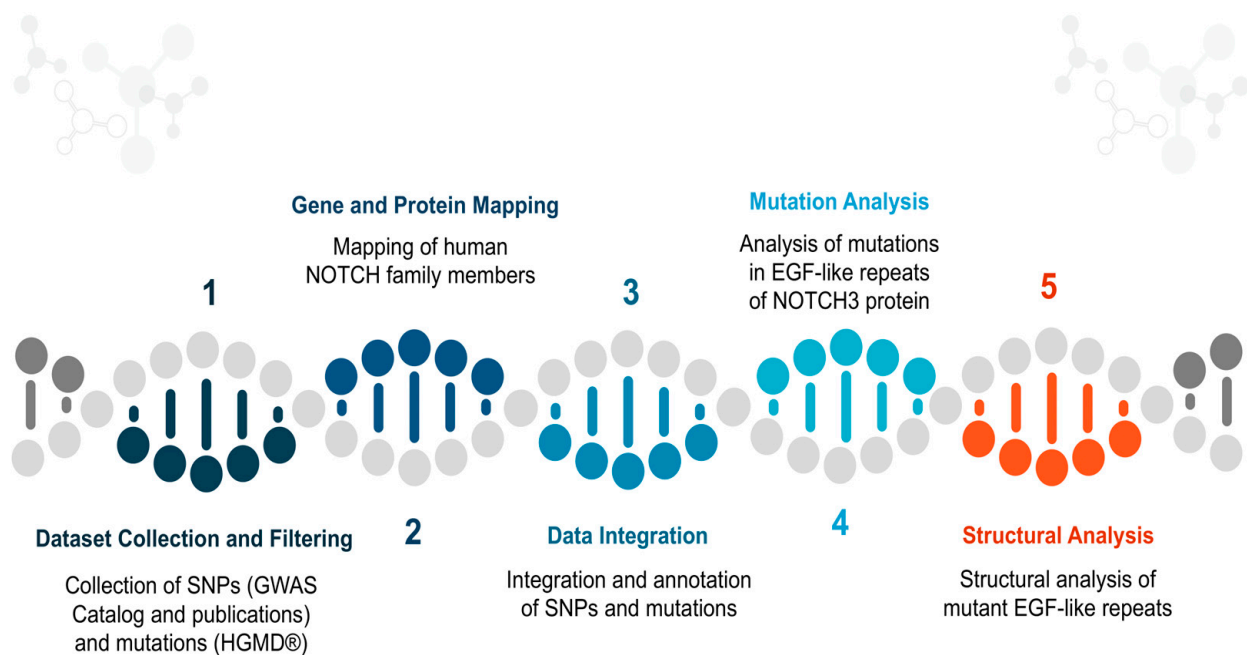 1
Dataset Collection and Filtering
Collection of SNPs (GWAS
Catalog and publications)
and mutations (HGMD®)
Gene and Protein Mapping
Mapping of human
NOTCH family members
2
3
Data Integration
Integration and annotation
of SNPs and mutations
Mutation Analysis
Analysis of mutations
in EGF-like repeats
of NOTCH3 protein
4
5
Structural Analysis
Structural analysis of
mutant EGF-like repeats